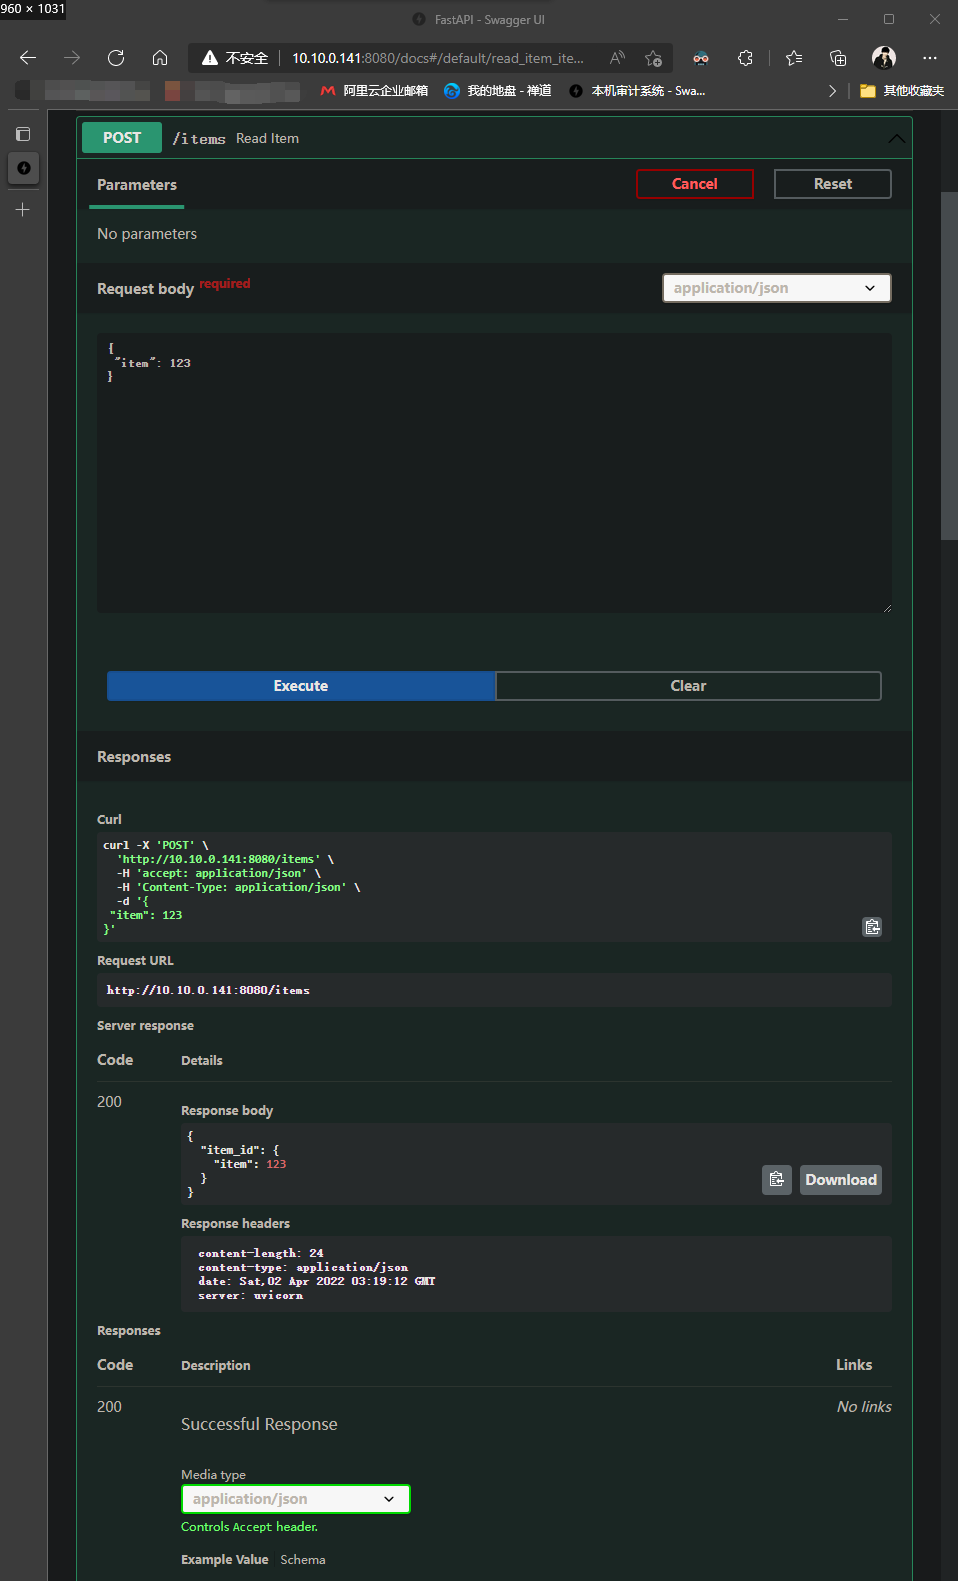 960 × 1031
FastAPI - Swagger UI
不安全
10.10.0.141:8080/docs#/default/read_item_ite...
阿里云企业邮箱
我的地盘 - 禅道
本机审计系统 - Swa...
其他收藏夹
POST /items Read Item
Parameters
Cancel
Reset
No parameters
Request body required
application/json
{
"item": 123
}
Execute
Clear
Responses
Curl
curl -X 'POST' \
'http://10.10.0.141:8080/items' \
-H 'accept: application/json' \
-H 'Content-Type: application/json' \
-d '{
"item": 123
}'
Request URL
http://10.10.0.141:8080/items
Server response
Code Details
200
Response body
{
"item_id": {
"item": 123
}
}
Download
Response headers
content-length: 24
content-type: application/json
date: Sat,02 Apr 2022 03:19:12 GMT
server: uvicorn
Responses
Code Description Links
200
No links
Successful Response
Media type
application/json
Controls Accept header.
Example Value Schema